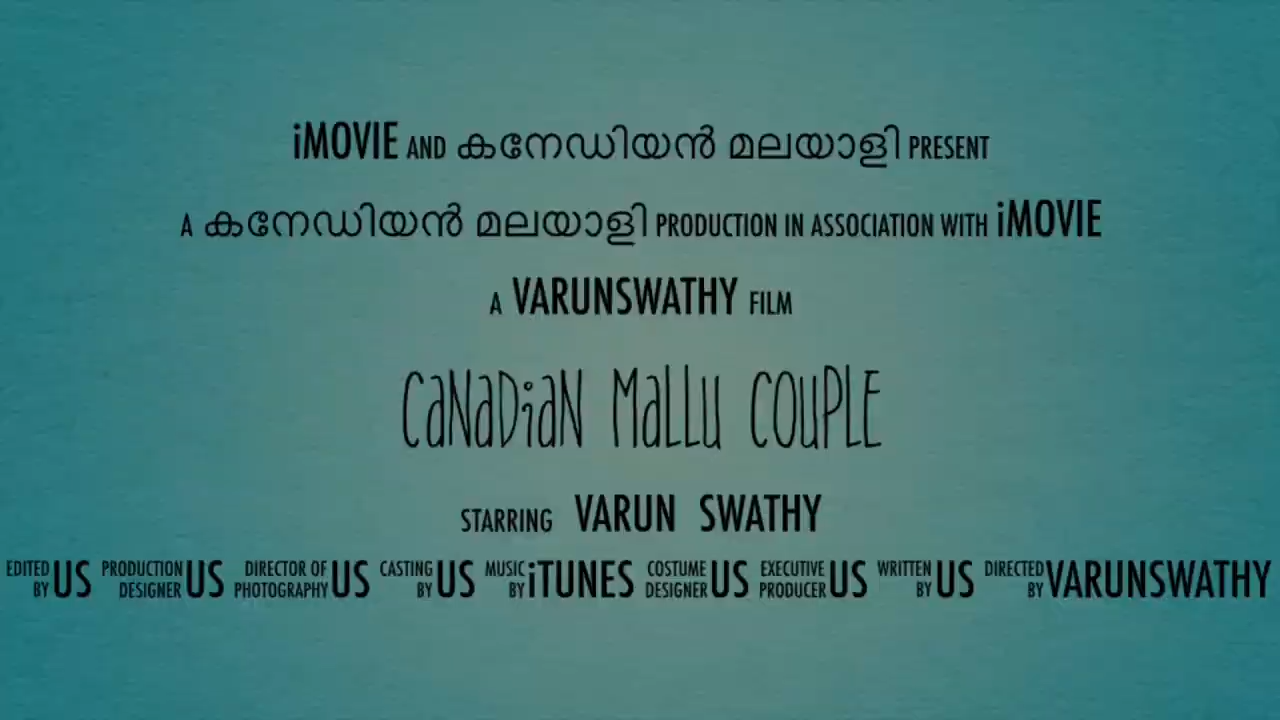 iMOVIE AND കനേഡിയൻ മലയാളി PRESENT
A കനേഡിയൻ മലയാളി PRODUCTION IN ASSOCIATION WITH iMOVIE
A VARUNSWATHY FILM
CaNaDiaN MaLLu COuPLE
STARRING VARUN SWATHY
EDITED BY US PRODUCTION DESIGNER US DIRECTOR OF PHOTOGRAPHY US CASTING BY US MUSIC BY iTUNES COSTUME DESIGNER US EXECUTIVE PRODUCER US WRITTEN BY US DIRECTED BY VARUNSWATHY